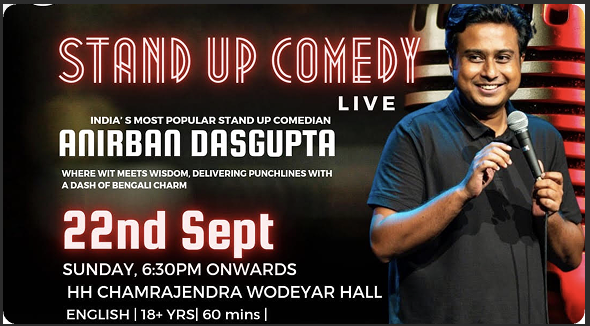 STAND UP COMEDY
LIVE
INDIA' S MOST POPULAR STAND UP COMEDIAN
ANIRBAN DASGUPTA
WHERE WIT MEETS WISDOM, DELIVERING PUNCHLINES WITH
A DASH OF BENGALI CHARM
22nd Sept
SUNDAY, 6:30PM ONWARDS
HH CHAMRAJENDRA WODEYAR HALL
ENGLISH | 18+ YRS| 60 mins |